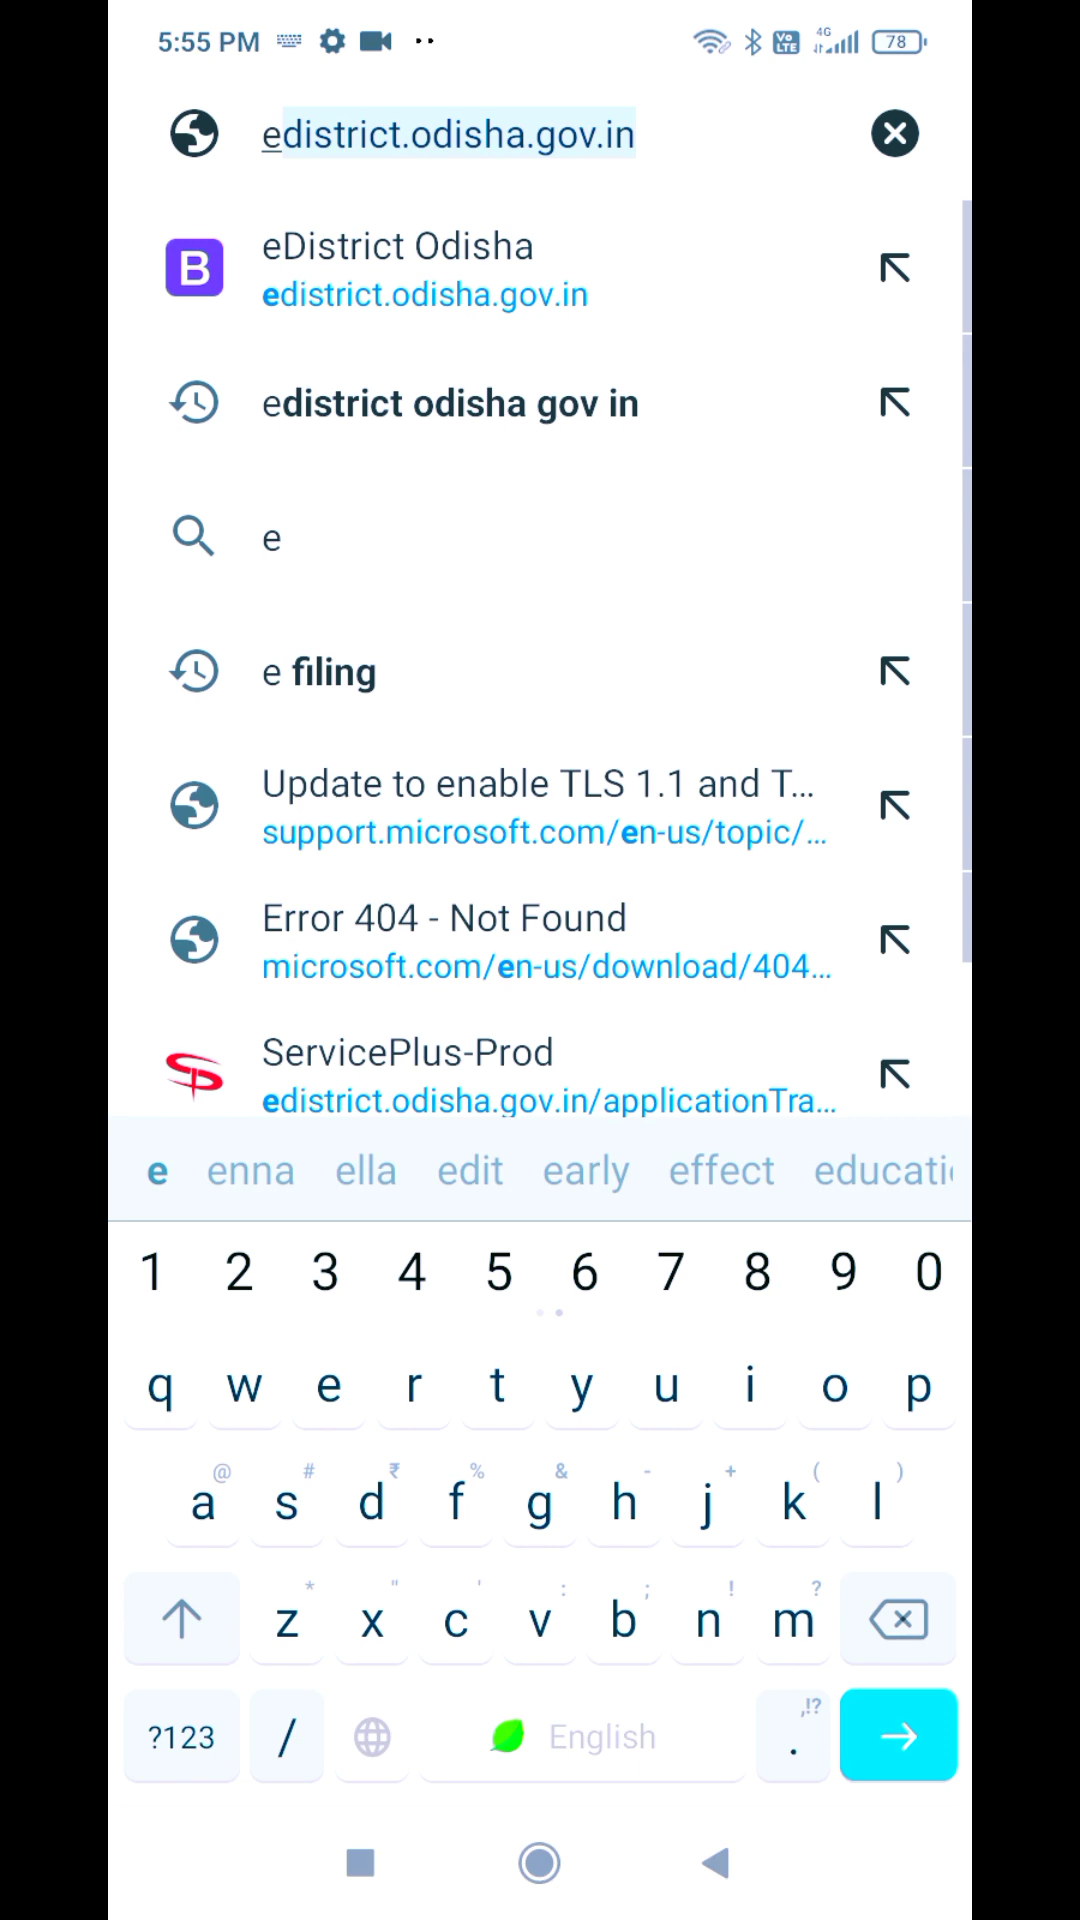 5:55 PM
Vo LTE 4G 78
edistrict.odisha.gov.in
B
eDistrict Odisha
edistrict.odisha.gov.in
edistrict odisha gov in
e
e filing
Update to enable TLS 1.1 and T...
support.microsoft.com/en-us/topic/...
Error 404 - Not Found
microsoft.com/en-us/download/404...
ServicePlus-Prod
edistrict.odisha.gov.in/applicationTra...
e enna ella edit early effect educati
1 2 3 4 5 6 7 8 9 0
q w e r t y u i o p
@ # ₹ % & - + ( )
a s d f g h j k l
* " ' : ; ! ?
z x c v b n m
,!?
?123 / English .